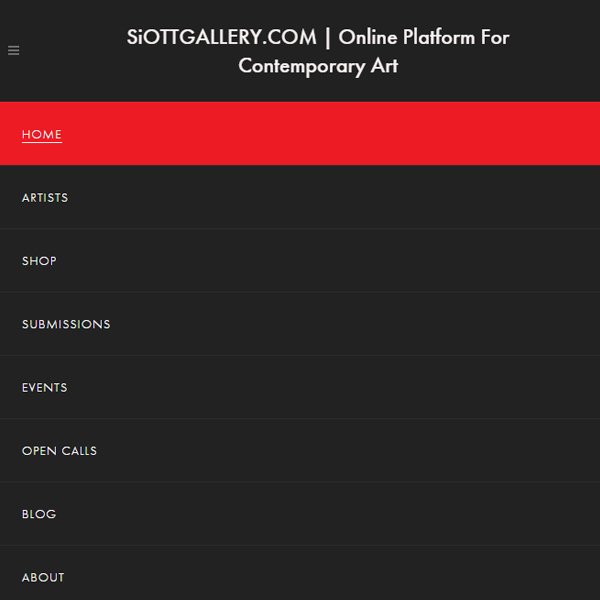 SiOTTGALLERY.COM | Online Platform For
Contemporary Art
HOME
ARTISTS
SHOP
SUBMISSIONS
EVENTS
OPEN CALLS
BLOG
ABOUT